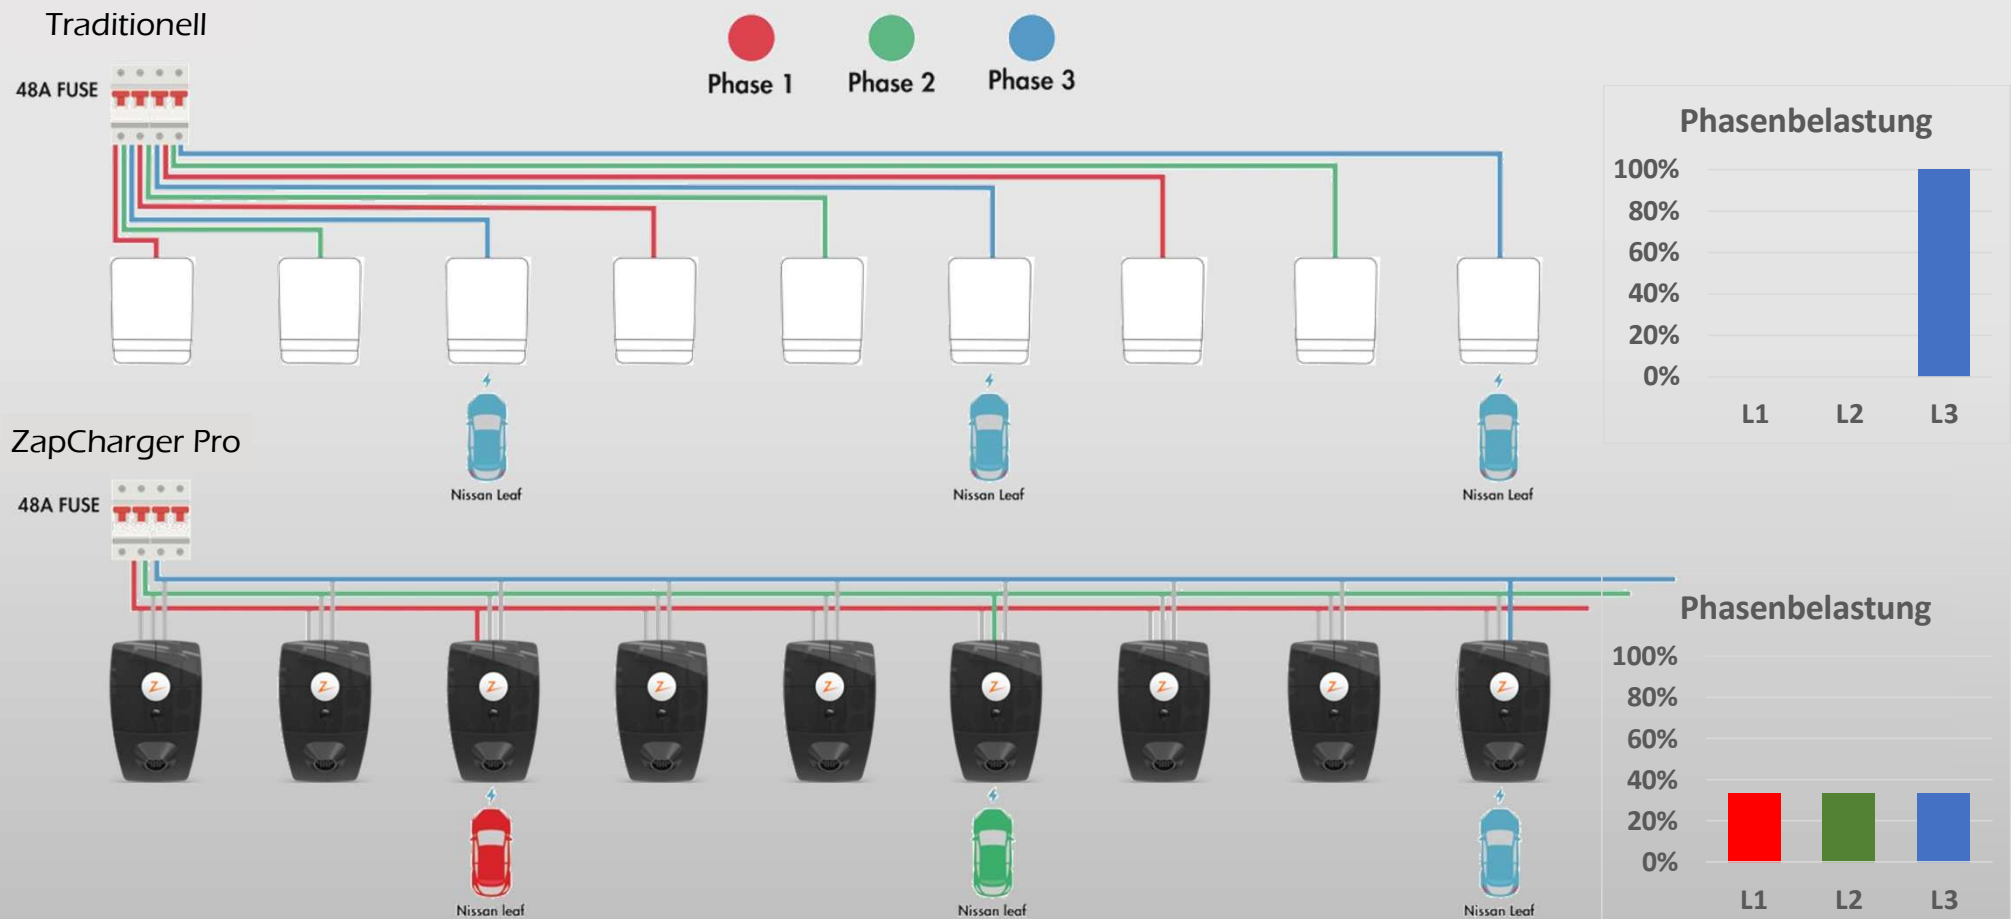 Traditionell
Phase 1
Phase 2
Phase 3
48A FUSE
Phasenbelastung
100%
80%
60%
40%
20%
0%
L1
L2
L3
Nissan Leaf
Nissan Leaf
Nissan Leaf
ZapCharger Pro
48A FUSE
Z
Z
Z
Z
Z
Z
Z
Z
Z
Nissan leaf
Nissan leaf
Nissan Leaf
Phasenbelastung
100%
80%
60%
40%
20%
0%
L1
L2
L3